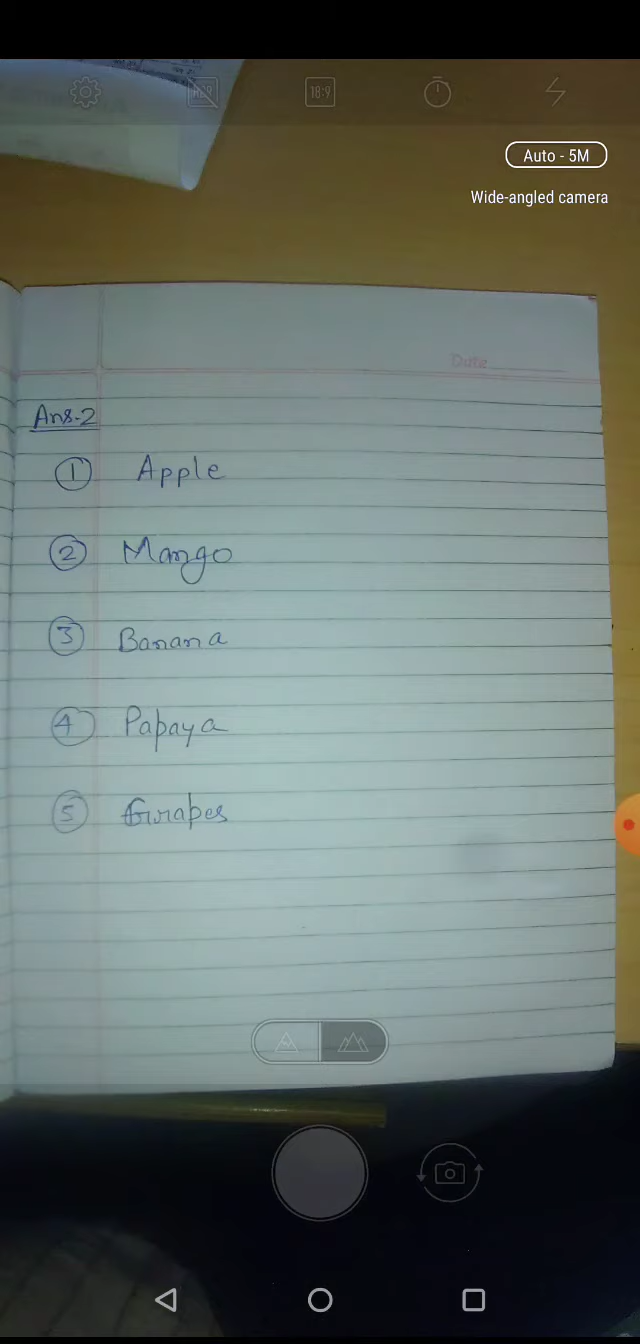 HDR
18:9
Auto - 5M
Wide-angled camera
Date
Ans.2
① Apple
② Mango
③ Banana
④ Papaya
⑤ Grapes